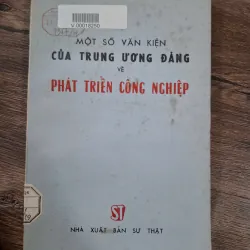 V 00018250
MỘT SỐ VĂN KIỆN
CỦA TRUNG ƯƠNG ĐẢNG
VỀ
PHÁT TRIỂN CÔNG NGHIỆP
ST
NHÀ XUẤT BẢN SỰ THẬT